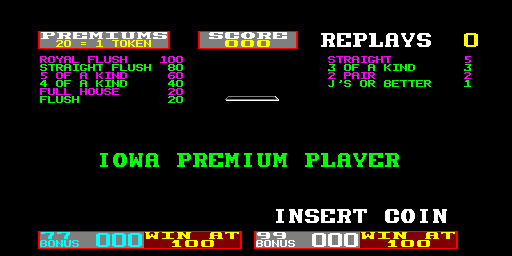 PREMIUMS
20 = 1 TOKEN
SCORE
000
REPLAYS 0
ROYAL FLUSH 100
STRAIGHT FLUSH 80
5 OF A KIND 60
4 OF A KIND 40
FULL HOUSE 20
FLUSH 20
STRAIGHT 5
3 OF A KIND 3
2 PAIR 2
J'S OR BETTER 1
IOWA PREMIUM PLAYER
INSERT COIN
77 BONUS 000 WIN AT 100
99 BONUS 000 WIN AT 100